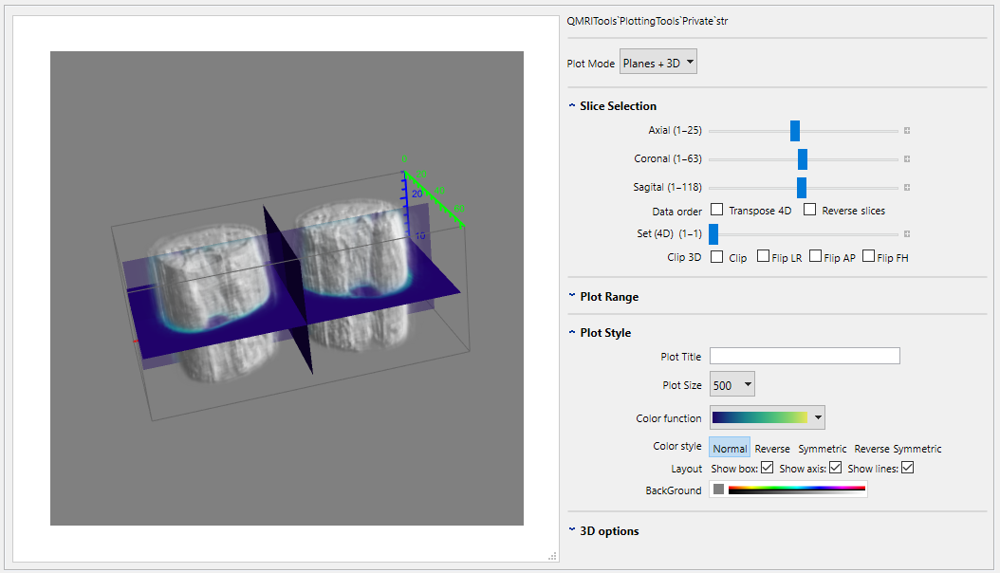 QMRITools`PlottingTools`Private`str
Plot Mode Planes + 3D
Slice Selection
Axial (1–25)
Coronal (1–63)
Sagital (1–118)
Data order Transpose 4D Reverse slices
Set (4D) (1–1)
Clip 3D Clip Flip LR Flip AP Flip FH
Plot Range
Plot Style
Plot Title
Plot Size 500
Color function
Color style Normal Reverse Symmetric Reverse Symmetric
Layout Show box: Show axis: Show lines:
BackGround
3D options
0
20
40
60
20
10